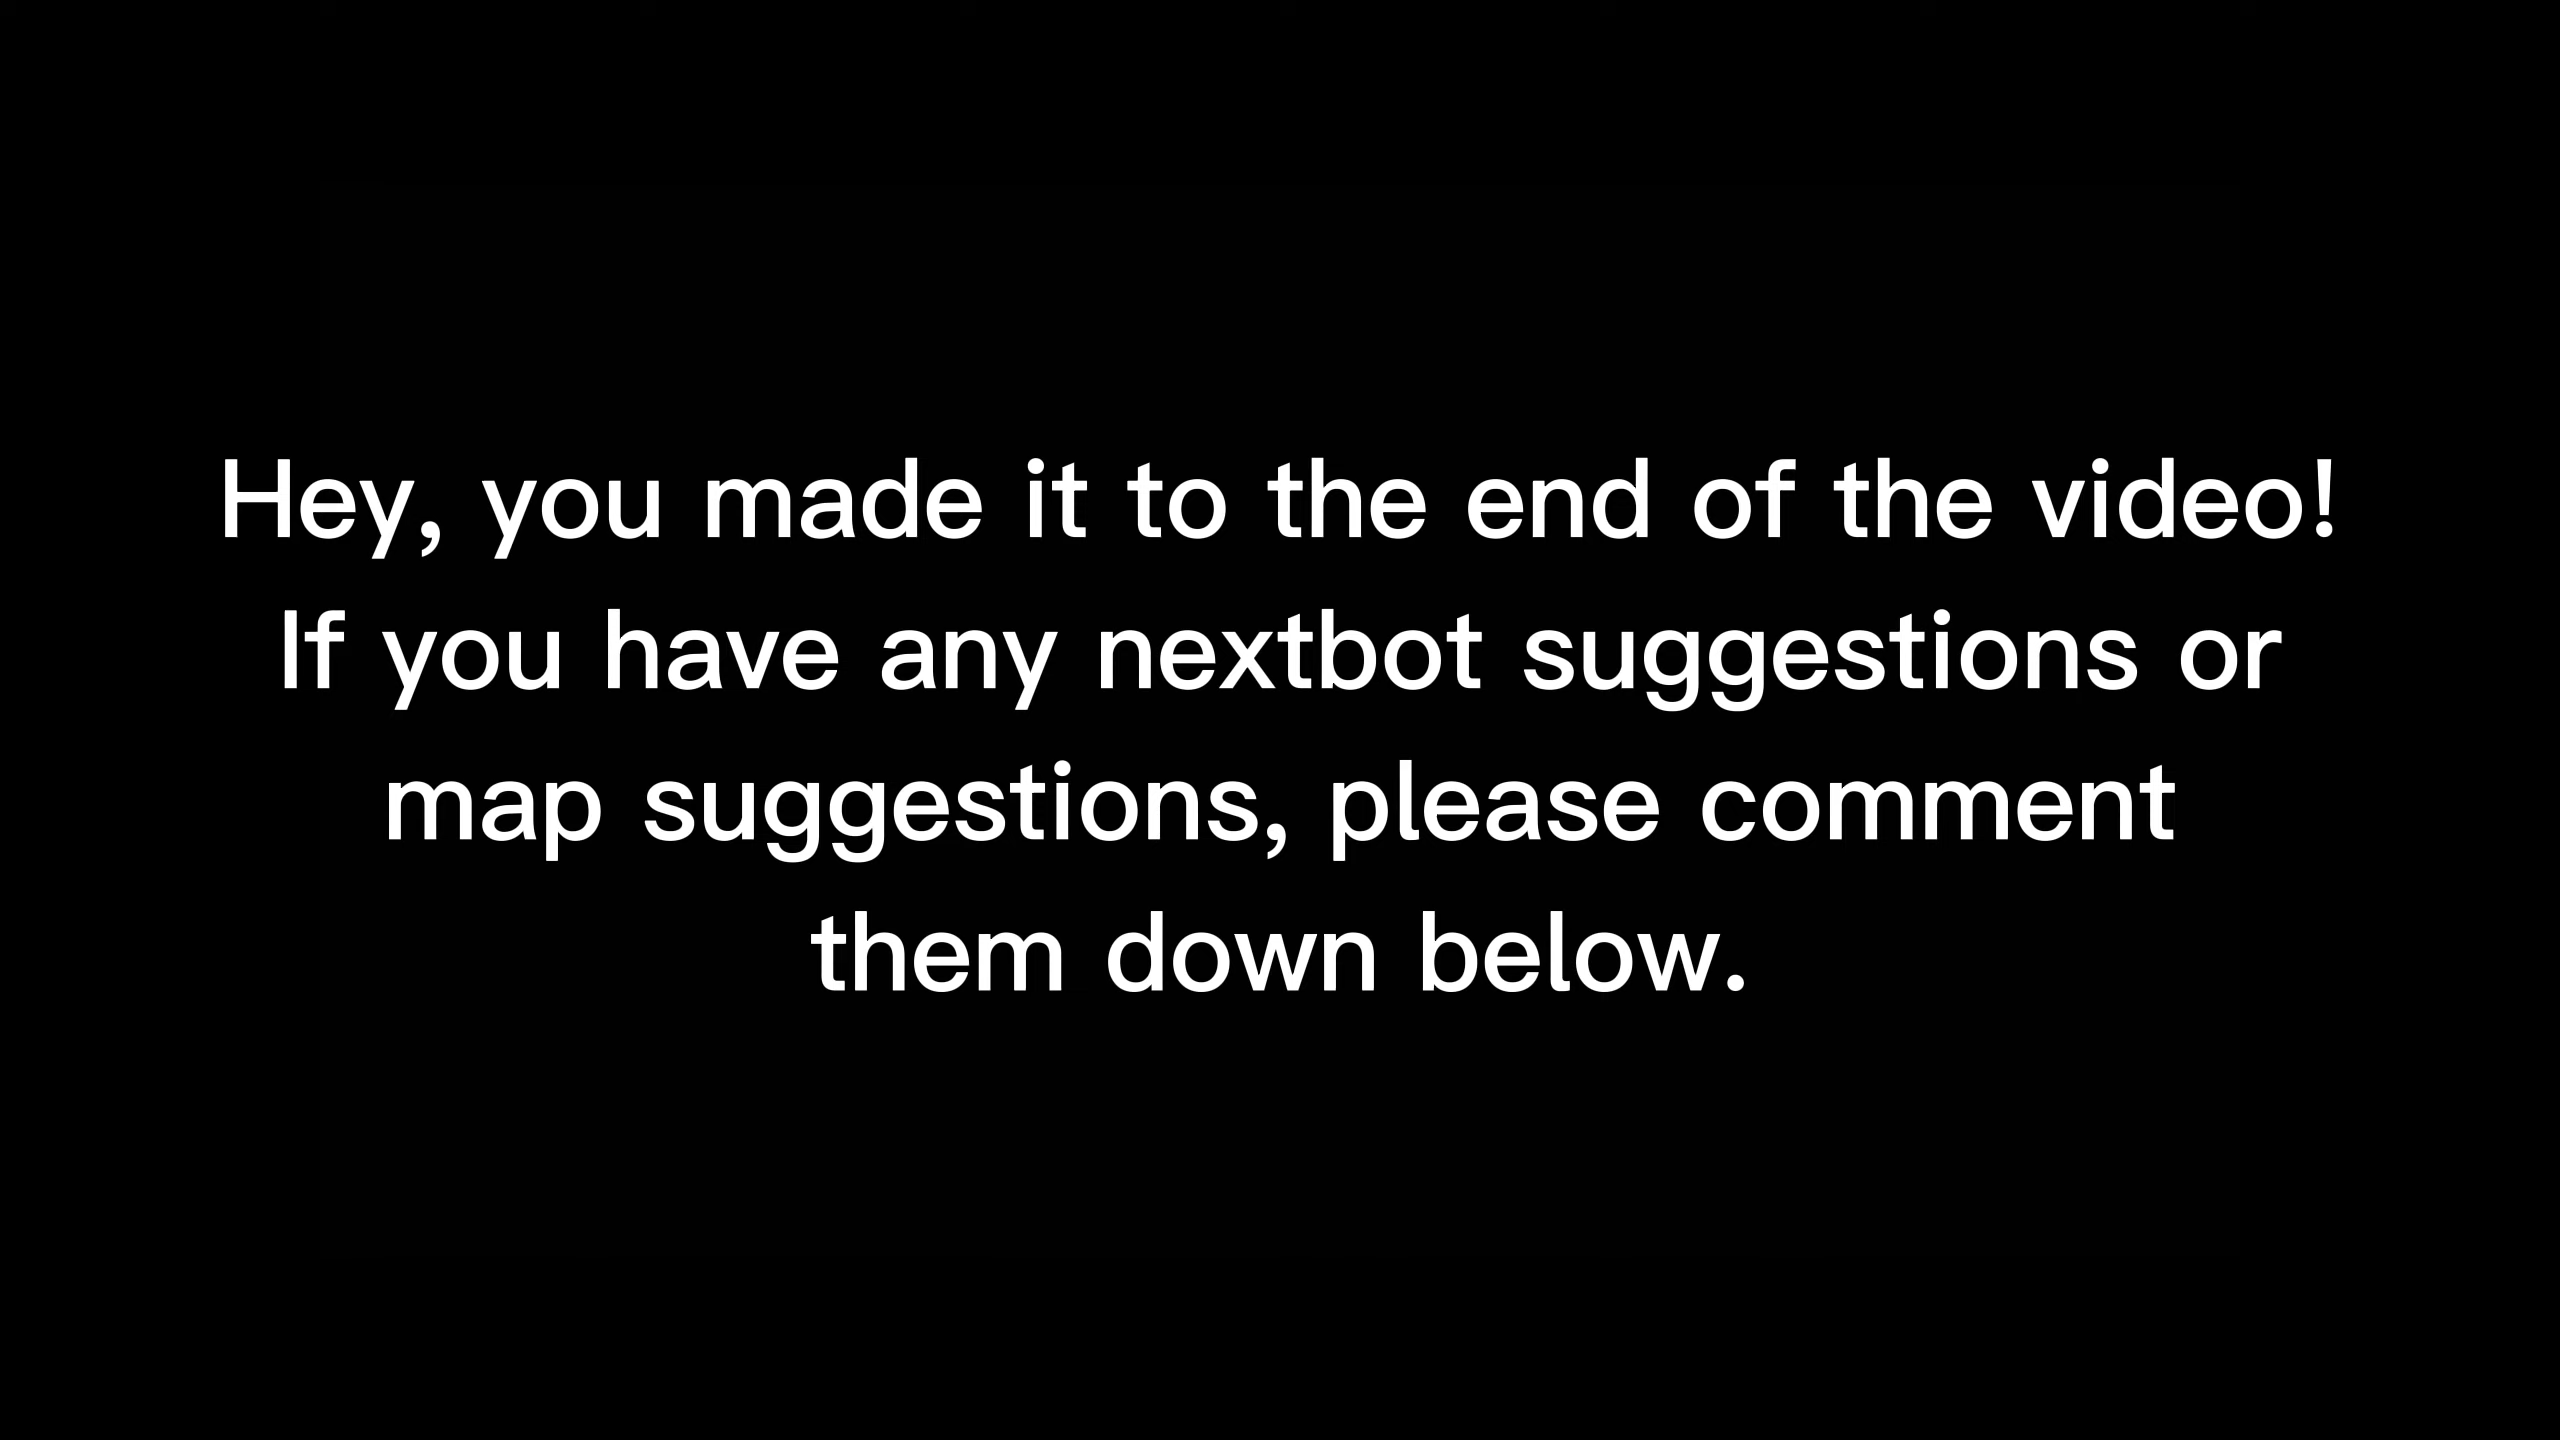 Hey, you made it to the end of the video!
If you have any nextbot suggestions or
map suggestions, please comment
them down below.